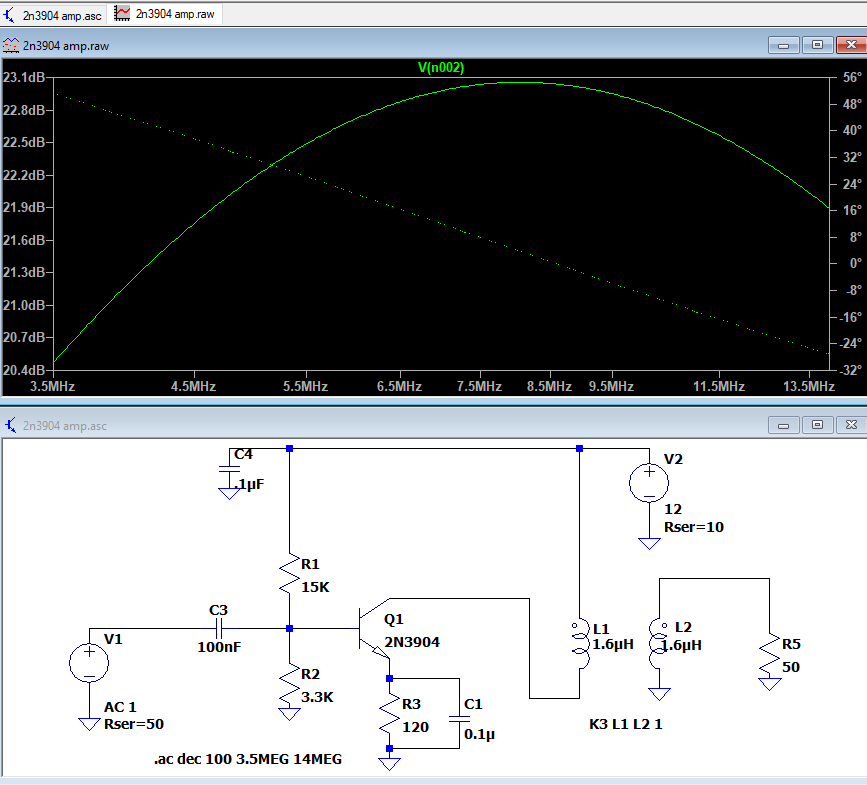 2n3904 amp.asc 2n3904 amp.raw
2n3904 amp.raw
V(n002)
23.1dB 56°
22.8dB 48°
22.5dB 40°
22.2dB 32°
21.9dB 24°
21.6dB 16°
21.3dB 8°
21.0dB 0°
20.7dB -8°
20.4dB -16°
-24°
-32°
3.5MHz 4.5MHz 5.5MHz 6.5MHz 7.5MHz 8.5MHz 9.5MHz 11.5MHz 13.5MHz
2n3904 amp.asc
C4
.1µF
V2
12
Rser=10
R1
15K
C3
100nF
Q1
2N3904
L1
1.6µH
L2
1.6µH
R5
50
V1
AC 1
Rser=50
R2
3.3K
R3
120
C1
0.1µ
K3 L1 L2 1
.ac dec 100 3.5MEG 14MEG